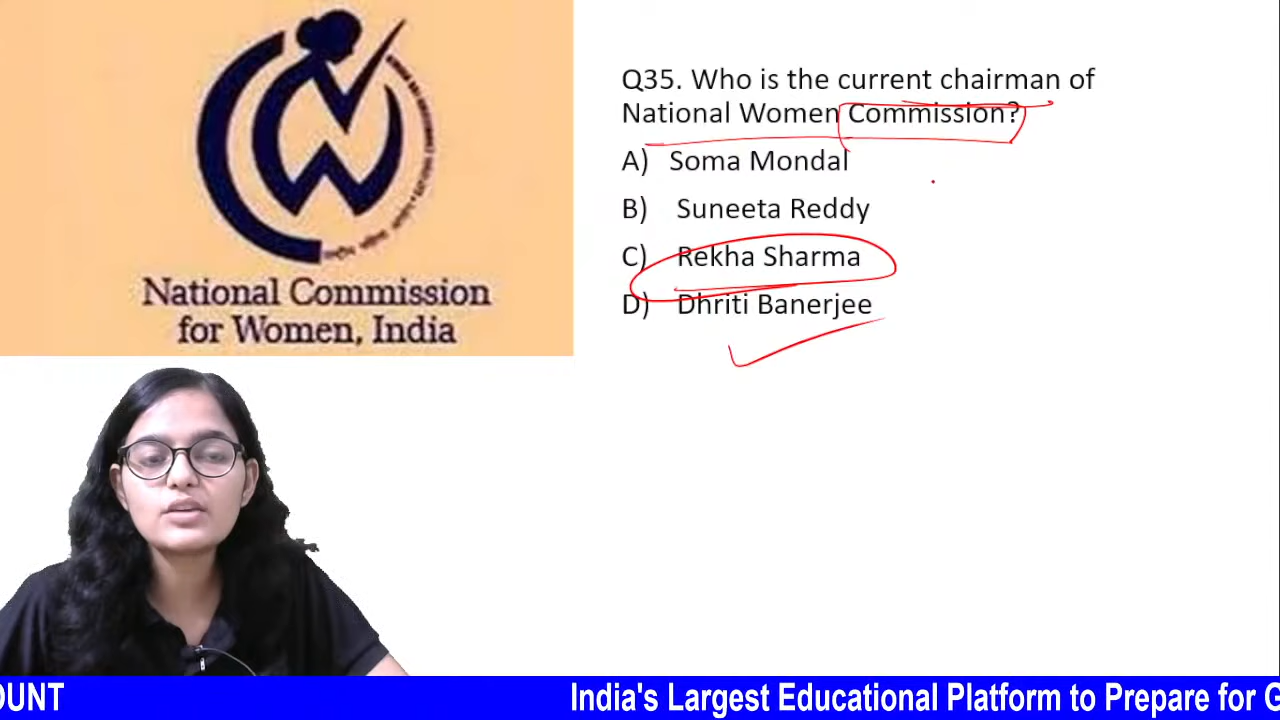 National Commission
for Women, India
Q35. Who is the current chairman of
National Women Commission?
A) Soma Mondal
B) Suneeta Reddy
C) Rekha Sharma
D) Dhriti Banerjee
OUNT
India's Largest Educational Platform to Prepare for G